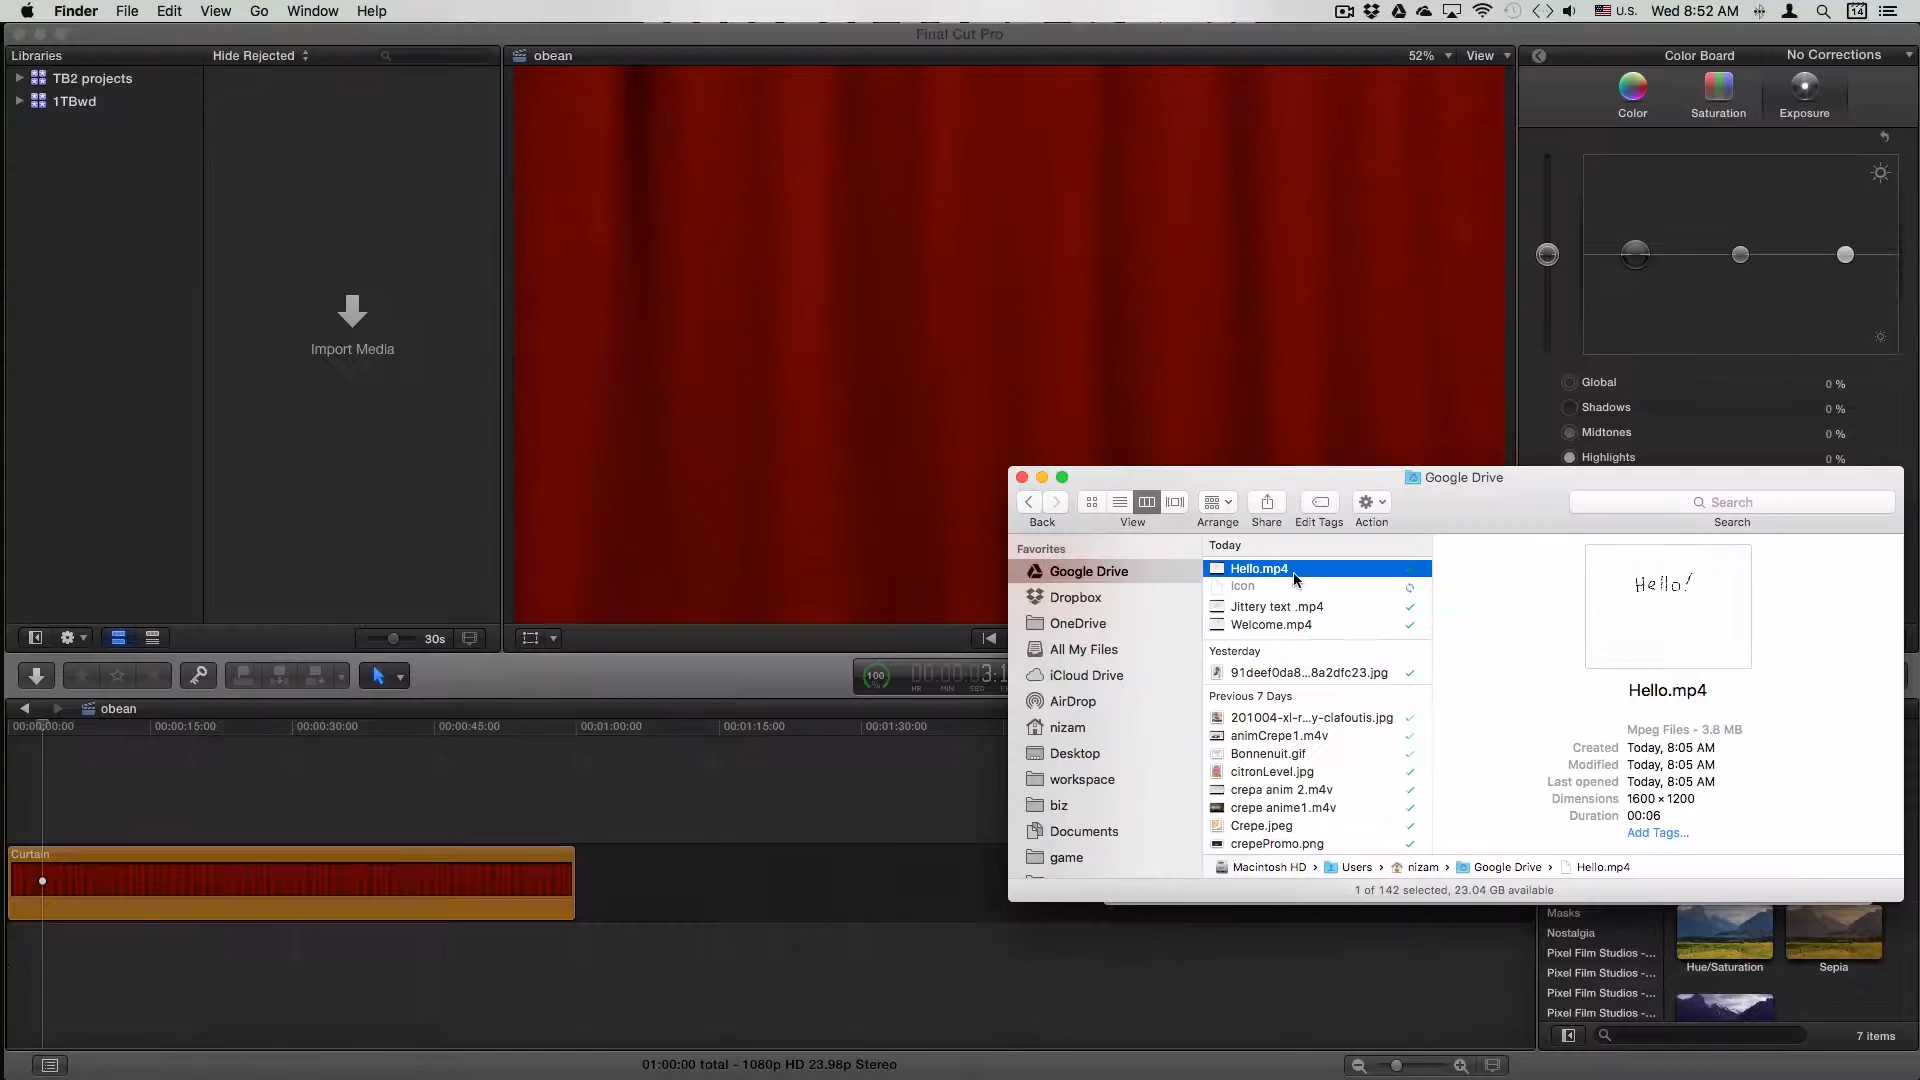 Finder File Edit View Go Window Help
14 U.S. Wed 8:52 AM
Final Cut Pro
Libraries Hide Rejected
obean 52% View
Color Board No Corrections
TB2 projects
1TBwd
Color Saturation Exposure
Import Media
Global 0 %
Shadows 0 %
Midtones 0 %
Highlights 0 %
Google Drive
Search
Back View Arrange Share Edit Tags Action Search
Favorites
Google Drive
Dropbox
OneDrive
All My Files
iCloud Drive
AirDrop
nizam
Desktop
workspace
biz
Documents
game
Today
Hello.mp4
Icon
Jittery text .mp4
Welcome.mp4
Yesterday
91deef0da8...8a2dfc23.jpg
Previous 7 Days
201004-xl-r...y-clafoutis.jpg
animCrepe1.m4v
Bonnenuit.gif
citronLevel.jpg
crepa anim 2.m4v
crepe anime1.m4v
Crepe.jpeg
crepePromo.png
Hello!
Hello.mp4
Mpeg Files - 3.8 MB
Created Today, 8:05 AM
Modified Today, 8:05 AM
Last opened Today, 8:05 AM
Dimensions 1600 × 1200
Duration 00:06
Add Tags...
Macintosh HD Users nizam Google Drive Hello.mp4
1 of 142 selected, 23.04 GB available
30s
100 %
HR MIN SEC
obean
00:00:00:00 00:00:15:00 00:00:30:00 00:00:45:00 00:01:00:00 00:01:15:00 00:01:30:00
Curtain
Masks
Nostalgia
Pixel Film Studios -...
Pixel Film Studios -...
Pixel Film Studios -...
Pixel Film Studios -...
Hue/Saturation Sepia
7 items
01:00:00 total - 1080p HD 23.98p Stereo